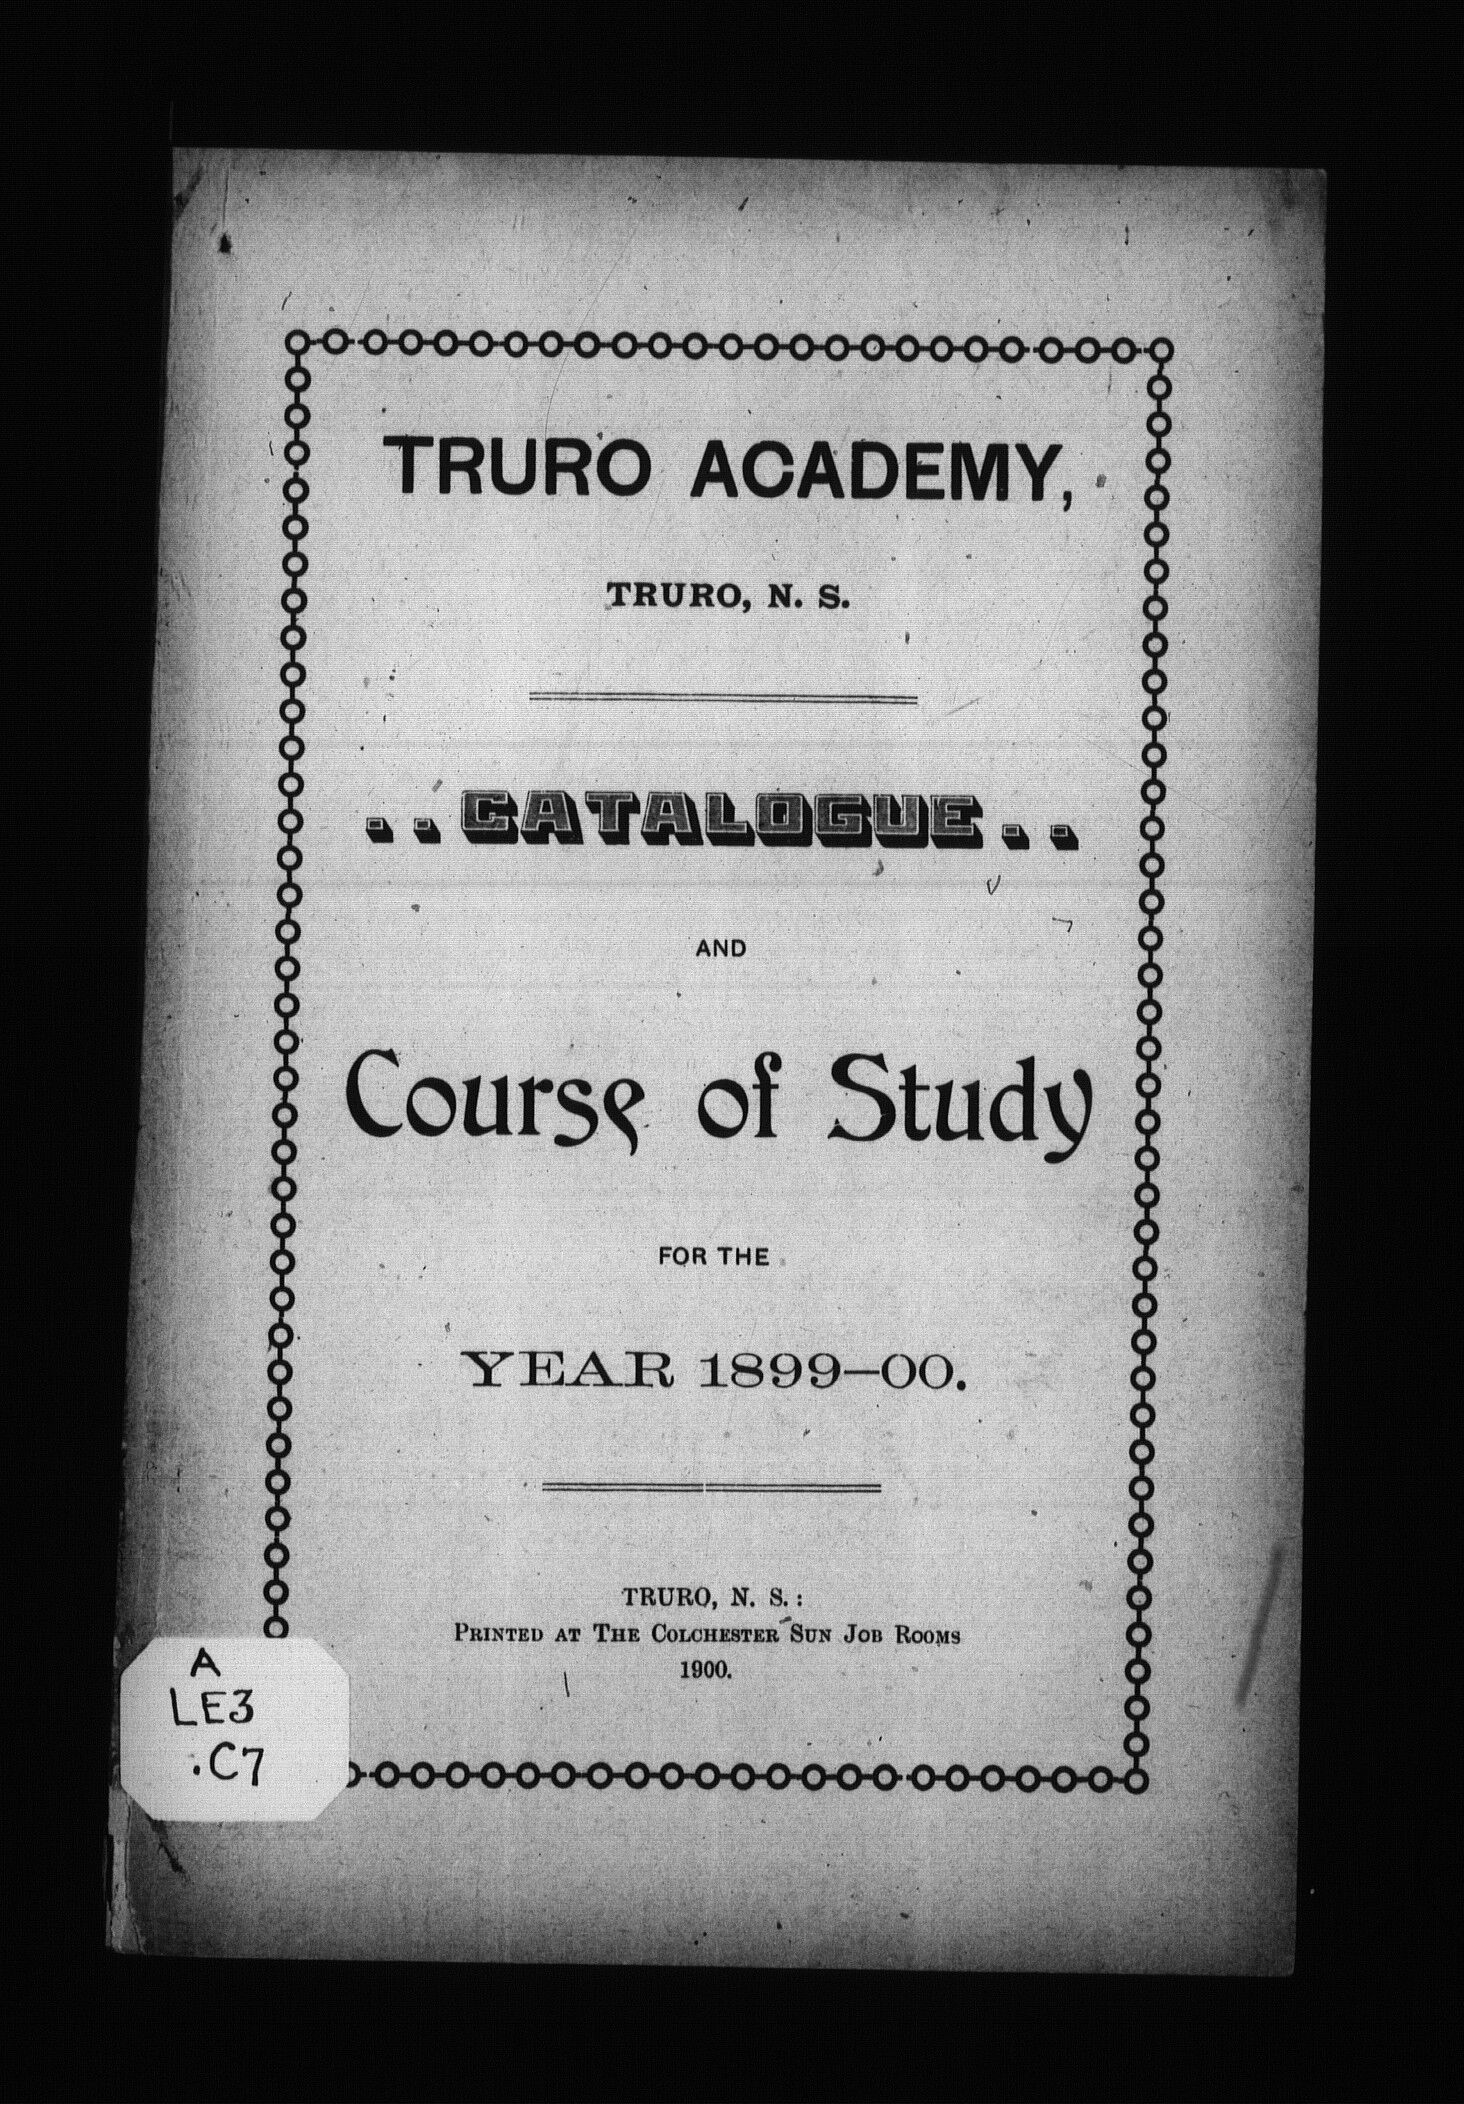 TRURO ACADEMY,
TRURO, N. S.
..CATALOGUE..
AND
Course of Study
FOR THE
YEAR 1899-00.
TRURO, N. S.:
PRINTED AT THE COLCHESTER SUN JOB ROOMS
1900.
A
LE3
.C7